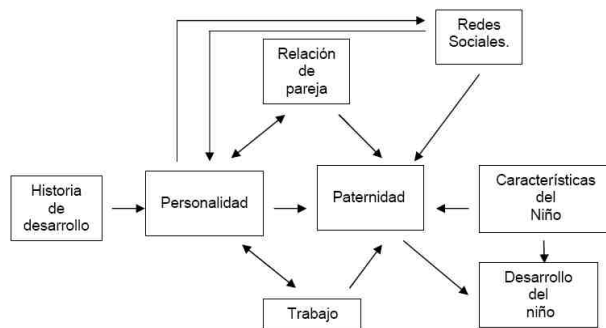 Redes
Sociales.
Relación
de
pareja
Historia
de
desarrollo
Personalidad
Paternidad
Características
del
Niño
Trabajo
Desarrollo
del
niño